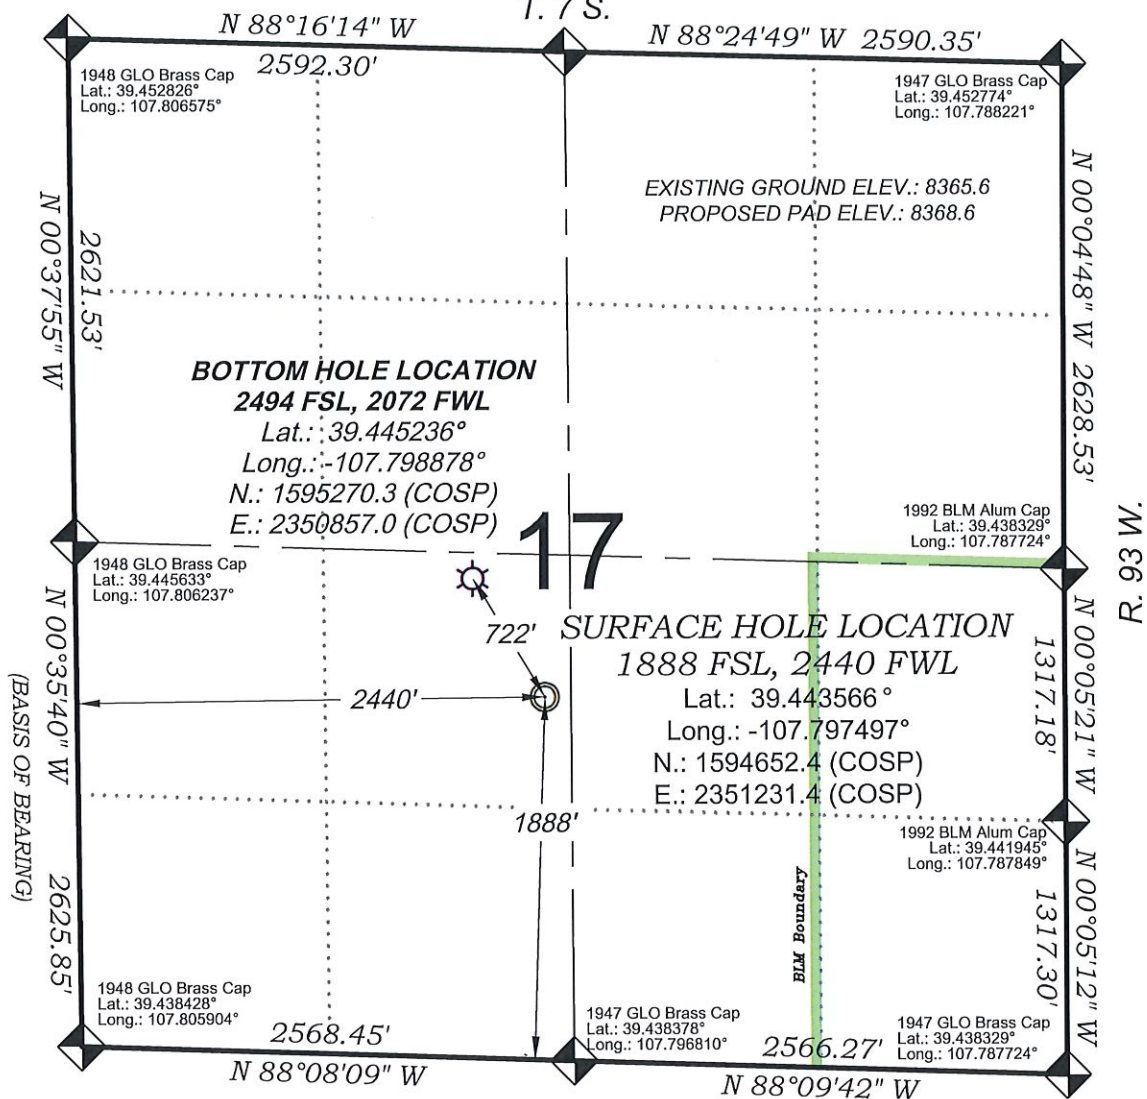 T. 7 S.
N 88°16'14" W
2592.30'
N 88°24'49" W 2590.35'
1948 GLO Brass Cap
Lat.: 39.452826°
Long.: 107.806575°
1947 GLO Brass Cap
Lat.: 39.452774°
Long.: 107.788221°
EXISTING GROUND ELEV.: 8365.6
PROPOSED PAD ELEV.: 8368.6
N 00°37'55" W
2621.53'
N 00°04'48" W 2628.53'
BOTTOM HOLE LOCATION
2494 FSL, 2072 FWL
Lat.: 39.445236°
Long.: -107.798878°
N.: 1595270.3 (COSP)
E.: 2350857.0 (COSP)
17
1992 BLM Alum Cap
Lat.: 39.438329°
Long.: 107.787724°
R. 93 W.
1948 GLO Brass Cap
Lat.: 39.445633°
Long.: 107.806237°
722'
SURFACE HOLE LOCATION
1888 FSL, 2440 FWL
Lat.: 39.443566°
Long.: -107.797497°
N.: 1594652.4 (COSP)
E.: 2351231.4 (COSP)
2440'
1888'
N 00°35'40" W
(BASIS OF BEARING)
2625.85'
N 00°05'21" W
1317.18'
1992 BLM Alum Cap
Lat.: 39.441945°
Long.: 107.787849°
BLM Boundary
N 00°05'12" W
1317.30'
1948 GLO Brass Cap
Lat.: 39.438428°
Long.: 107.805904°
2568.45'
N 88°08'09" W
1947 GLO Brass Cap
Lat.: 39.438378°
Long.: 107.796810°
2566.27'
N 88°09'42" W
1947 GLO Brass Cap
Lat.: 39.438329°
Long.: 107.787724°